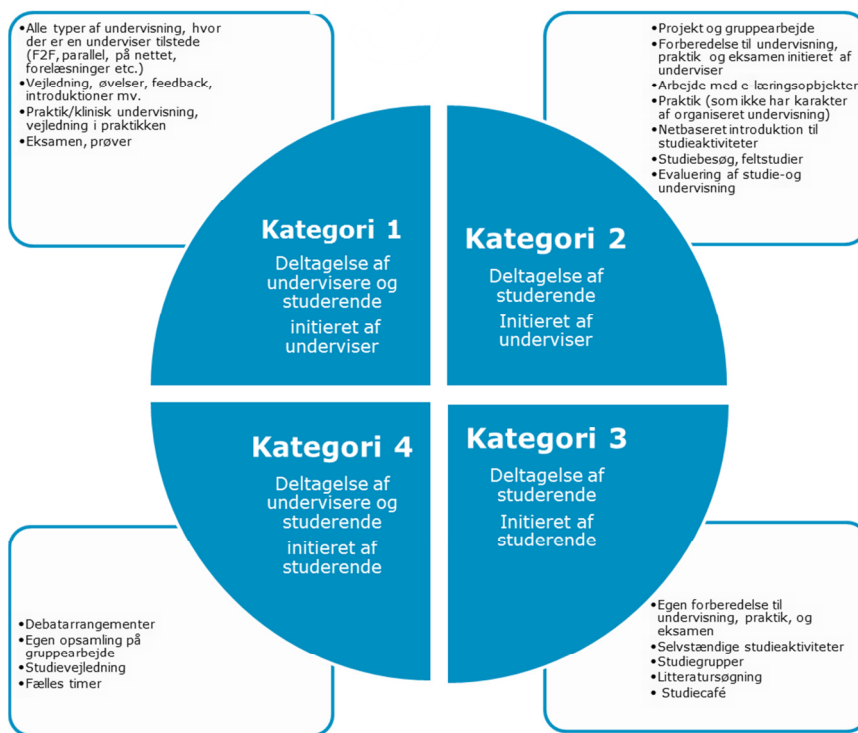 •Alle typer af undervisning, hvor
der er en underviser tilstede
(F2F, parallel, på nettet,
forelæsninger etc.)
•Vejledning, øvelser, feedback,
introduktioner mv.
•Praktik/klinisk undervisning,
vejledning i praktikken
•Eksamen, prøver
•Projekt og gruppearbejde
•Forberedelse til undervisning,
praktik og eksamen initieret af
underviser
•Arbejde med e-læringsopbjekter
•Praktik (som ikke har karakter
af organiseret undervisning)
•Netbaseret introduktion til
studieaktiviteter
•Studiebesøg, feltstudier
•Evaluering af studie-og
undervisning
Kategori 1
Deltagelse af
undervisere og
studerende
initieret af
underviser
Kategori 2
Deltagelse af
studerende
Initieret af
underviser
Kategori 4
Deltagelse af
undervisere og
studerende
initieret af
studerende
Kategori 3
Deltagelse af
studerende
Initieret af
studerende
•Debatarrangementer
•Egen opsamling på
gruppearbejde
•Studievejledning
•Fælles timer
•Egen forberedelse til
undervisning, praktik, og
eksamen
•Selvstændige studieaktiviteter
•Studiegrupper
•Litteratursøgning
• Studiecafé